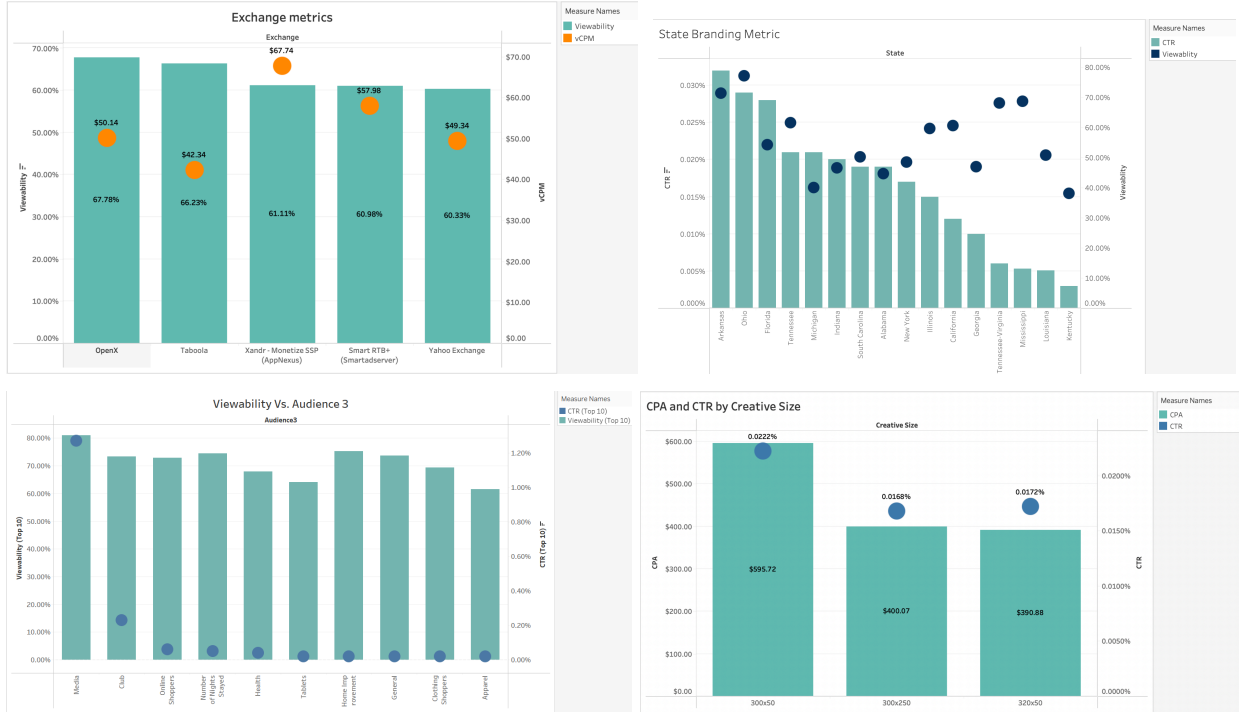 Exchange metrics
Exchange
Measure Names
Viewability
vCPM
70.00%
60.00%
50.00%
40.00%
30.00%
20.00%
10.00%
0.00%
Viewability
$67.74
$57.98
$50.14
$49.34
$42.34
67.78%
66.23%
61.11%
60.98%
60.33%
$70.00
$60.00
$50.00
$40.00
$30.00
$20.00
$10.00
$0.00
vCPM
OpenX
Taboola
Xandr - Monetize SSP
(AppNexus)
Smart RTB+
(Smartadserver)
Yahoo Exchange
State Branding Metric
State
Measure Names
CTR
Viewablity
0.030%
0.025%
0.020%
0.015%
0.010%
0.005%
0.000%
CTR
80.00%
70.00%
60.00%
50.00%
40.00%
30.00%
20.00%
10.00%
0.00%
Viewablity
Arkansas
Ohio
Florida
Tennessee
Michigan
Indiana
South Carolina
Alabama
New York
Illinois
California
Georgia
Tennessee-Virginia
Mississippi
Louisiana
Kentucky
Viewability Vs. Audience 3
Audience3
Measure Names
CTR (Top 10)
Viewability (Top 10)
80.00%
70.00%
60.00%
50.00%
40.00%
30.00%
20.00%
10.00%
0.00%
Viewability (Top 10)
1.20%
1.00%
0.80%
0.60%
0.40%
0.20%
0.00%
CTR (Top 10)
Media
Club
Online
Shoppers
Number
of Nights
Stayed
Health
Tablets
Home Imp
rovement
General
Clothing
Shoppers
Apparel
CPA and CTR by Creative Size
Creative Size
Measure Names
CPA
CTR
$600.00
$500.00
$400.00
$300.00
$200.00
$100.00
$0.00
CPA
0.0222%
0.0168%
0.0172%
$595.72
$400.07
$390.88
0.0200%
0.0150%
0.0100%
0.0050%
0.0000%
CTR
300x50
300x250
320x50